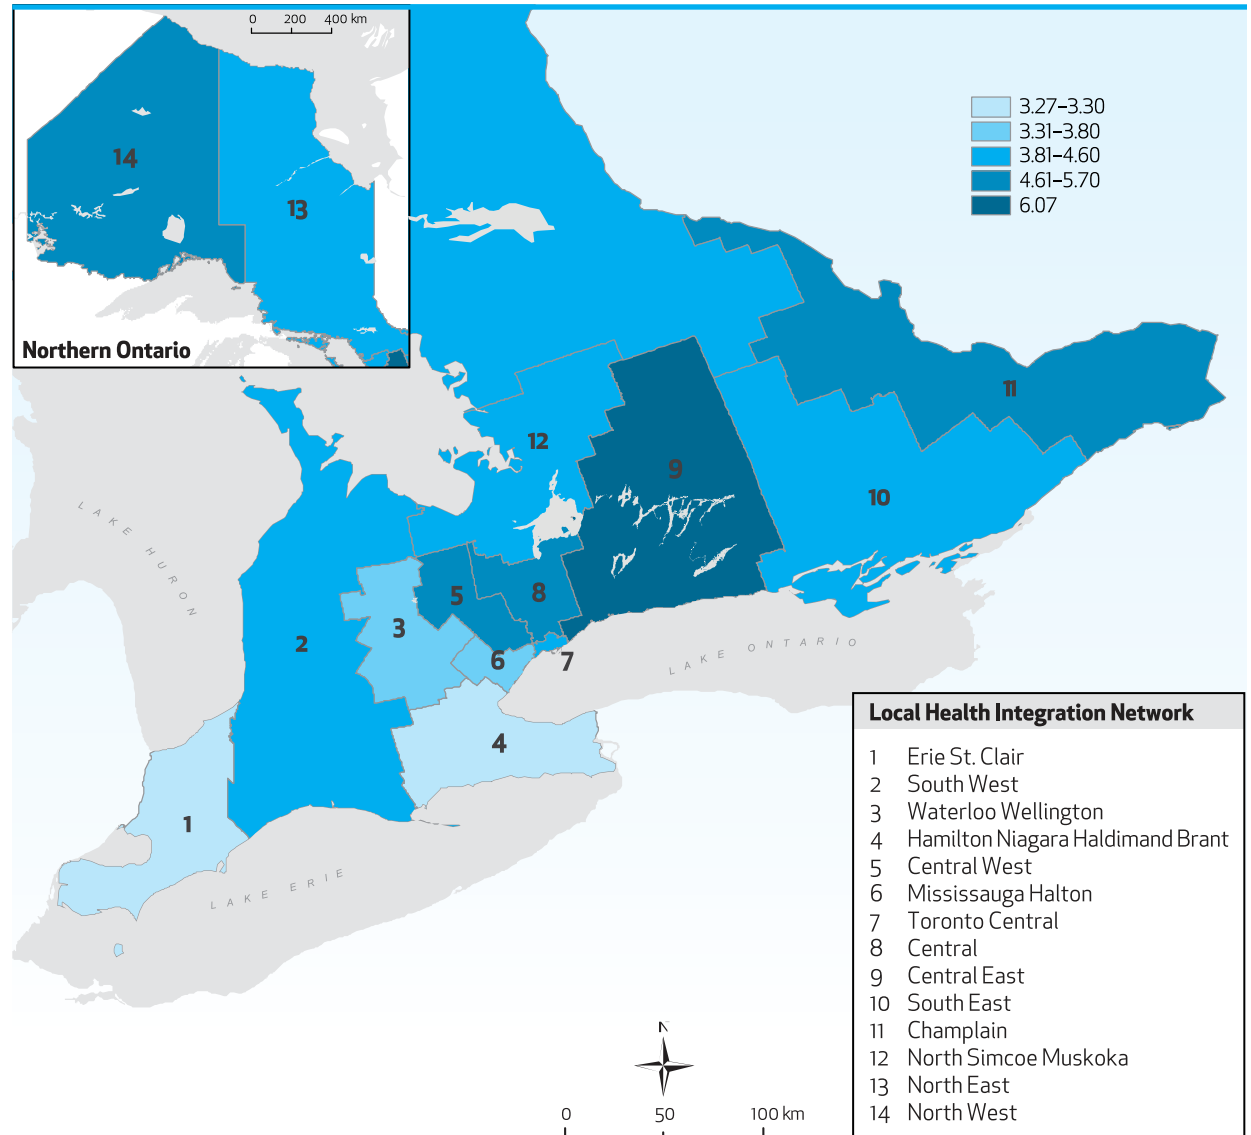 0 200 400 km
14
13
Northern Ontario
3.27–3.30
3.31–3.80
3.81–4.60
4.61–5.70
6.07
11
12
9
10
LAKE HURON
5
8
3
2
6
7
LAKE ONTARIO
4
1
LAKE ERIE
Local Health Integration Network
1 Erie St. Clair
2 South West
3 Waterloo Wellington
4 Hamilton Niagara Haldimand Brant
5 Central West
6 Mississauga Halton
7 Toronto Central
8 Central
9 Central East
10 South East
11 Champlain
12 North Simcoe Muskoka
13 North East
14 North West
N
0 50 100 km